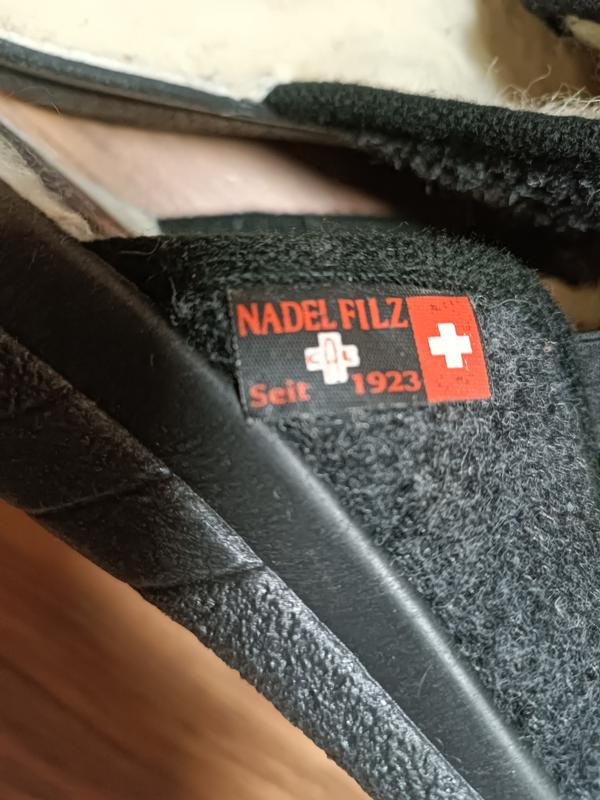 NADEL FILZ
C L
Seit 1923